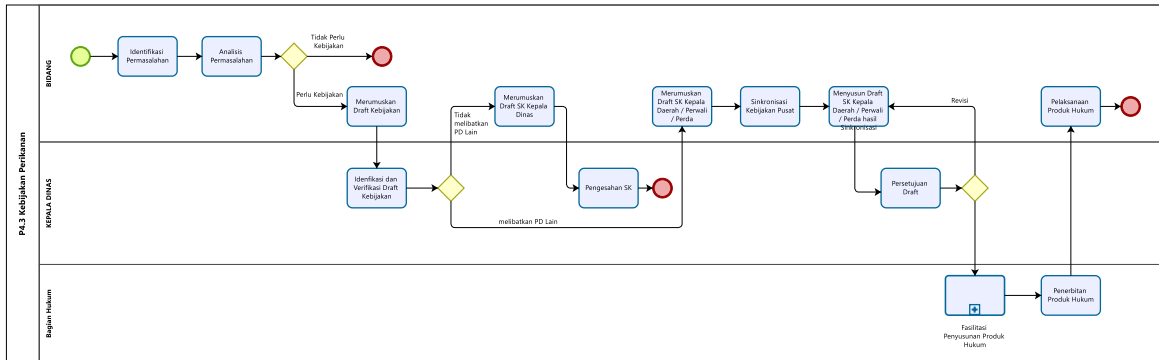 P4.3 Kebijakan Perikanan
BIDANG
Identifikasi
Permasalahan
Analisis
Permasalahan
Tidak Perlu
Kebijakan
Perlu Kebijakan
Merumuskan
Draft Kebijakan
Tidak
melibatkan
PD Lain
Merumuskan
Draft SK Kepala
Dinas
Merumuskan
Draft SK Kepala
Daerah / Perwali
/ Perda
Sinkronisasi
Kebijakan Pusat
Menyusun Draft
SK Kepala
Daerah / Perwali
/ Perda hasil
Sinkronisasi
Revisi
Pelaksanaan
Produk Hukum
KEPALA DINAS
Idenfikasi dan
Verifikasi Draft
Kebijakan
Pengesahan SK
melibatkan PD Lain
Persetujuan
Draft
Bagian Hukum
Fasilitasi
Penyusunan Produk
Hukum
Penerbitan
Produk Hukum